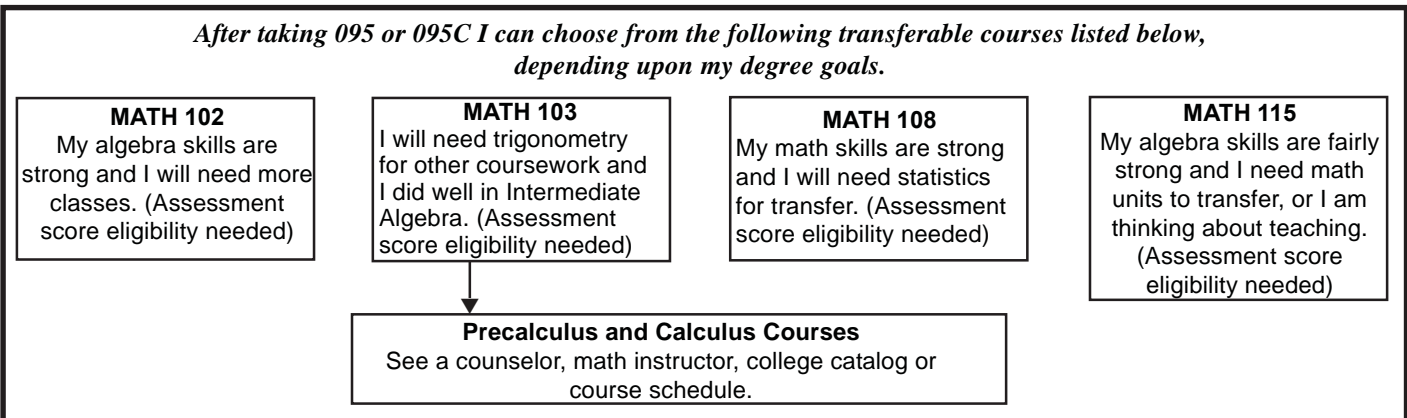 After taking 095 or 095C I can choose from the following transferable courses listed below,
depending upon my degree goals.
MATH 102
My algebra skills are
strong and I will need more
classes. (Assessment
score eligibility needed)
MATH 103
I will need trigonometry
for other coursework and
I did well in Intermediate
Algebra. (Assessment
score eligibility needed)
MATH 108
My math skills are strong
and I will need statistics
for transfer. (Assessment
score eligibility needed)
MATH 115
My algebra skills are fairly
strong and I need math
units to transfer, or I am
thinking about teaching.
(Assessment score
eligibility needed)
Precalculus and Calculus Courses
See a counselor, math instructor, college catalog or
course schedule.